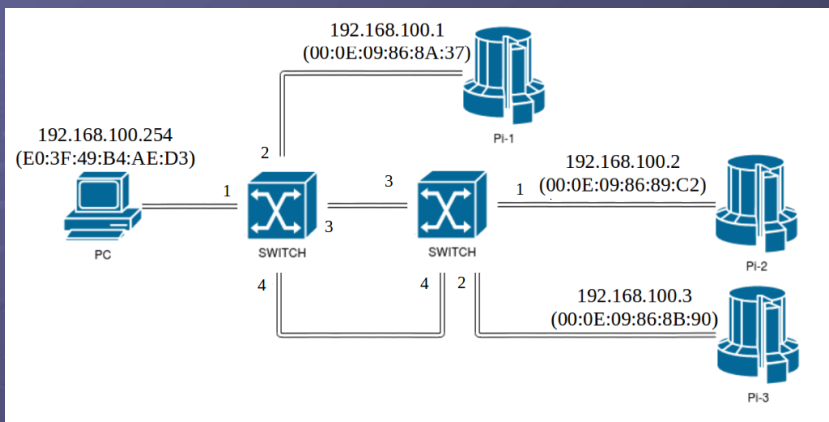 192.168.100.1
(00:0E:09:86:8A:37)
Pi-1
192.168.100.254
(E0:3F:49:B4:AE:D3)
PC
1
2
SWITCH
3
4
3
SWITCH
4
2
1
192.168.100.2
(00:0E:09:86:89:C2)
Pi-2
192.168.100.3
(00:0E:09:86:8B:90)
Pi-3